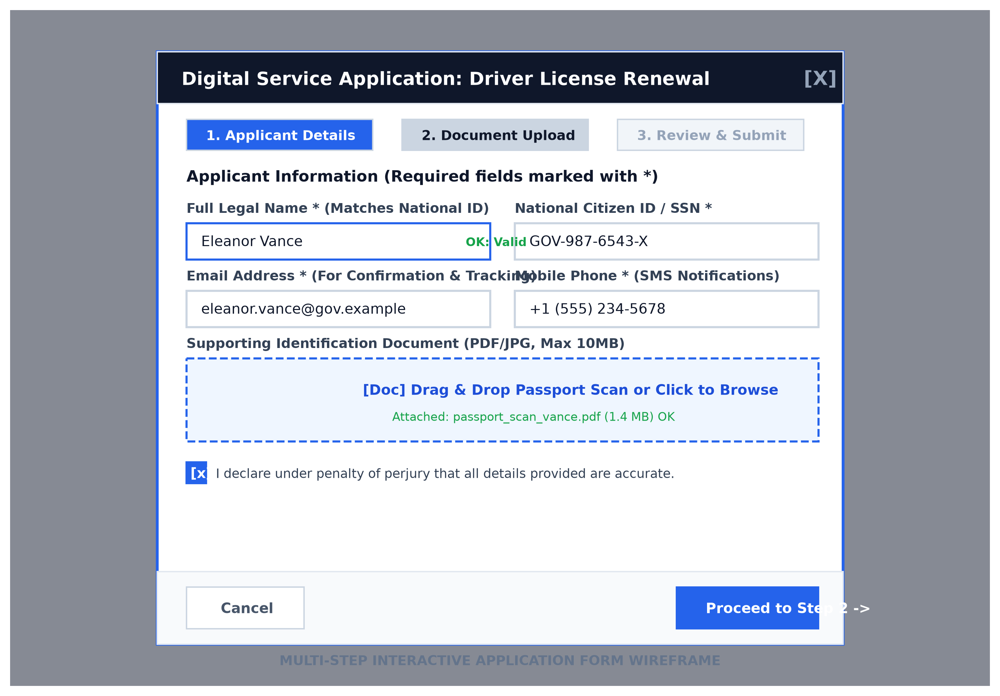 Digital Service Application: Driver License Renewal [X]
1. Applicant Details 2. Document Upload 3. Review & Submit
Applicant Information (Required fields marked with *)
Full Legal Name * (Matches National ID) National Citizen ID / SSN *
Eleanor Vance OK: Valid GOV-987-6543-X
Email Address * (For Confirmation & Tracking) Mobile Phone * (SMS Notifications)
eleanor.vance@gov.example +1 (555) 234-5678
Supporting Identification Document (PDF/JPG, Max 10MB)
[Doc] Drag & Drop Passport Scan or Click to Browse
Attached: passport_scan_vance.pdf (1.4 MB) OK
[x I declare under penalty of perjury that all details provided are accurate.
Cancel Proceed to Step 2 ->
MULTI-STEP INTERACTIVE APPLICATION FORM WIREFRAME